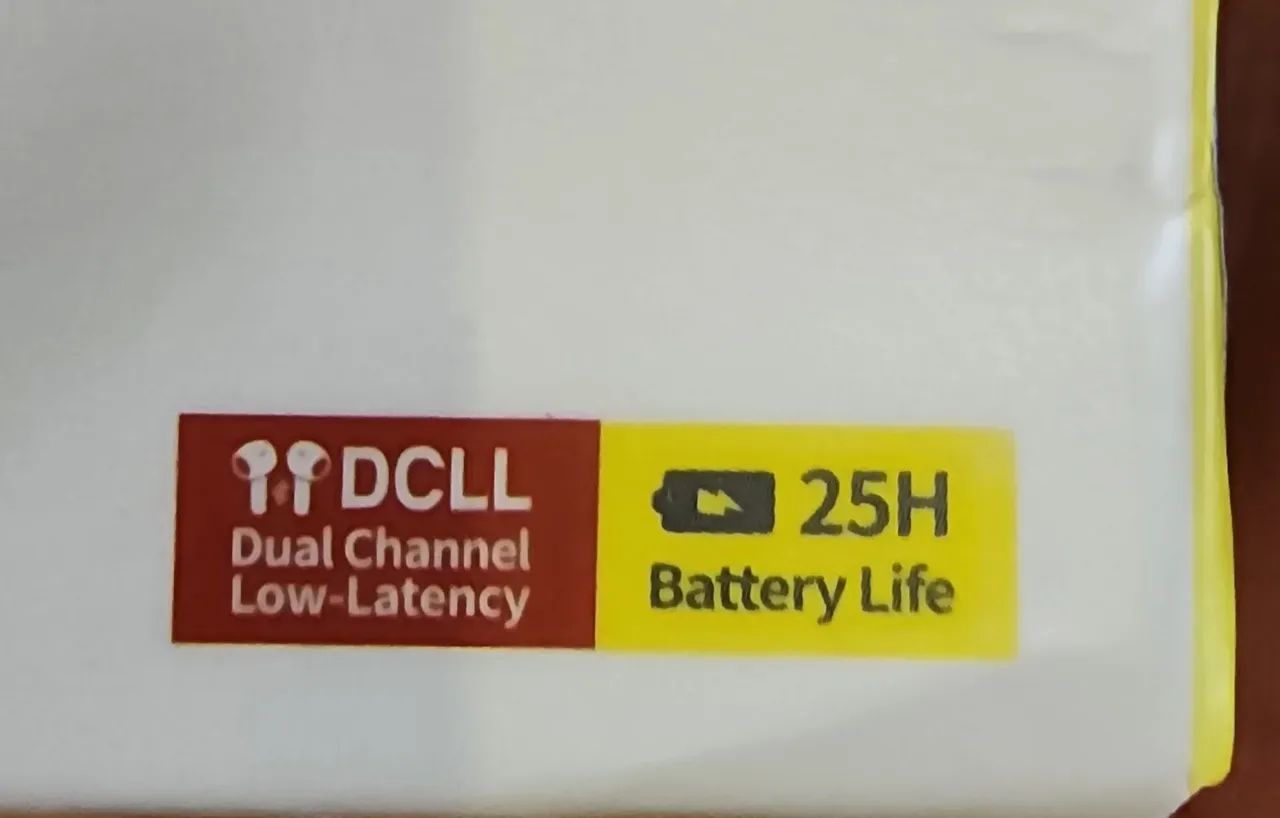 DCLL
Dual Channel
Low-Latency
25H
Battery Life